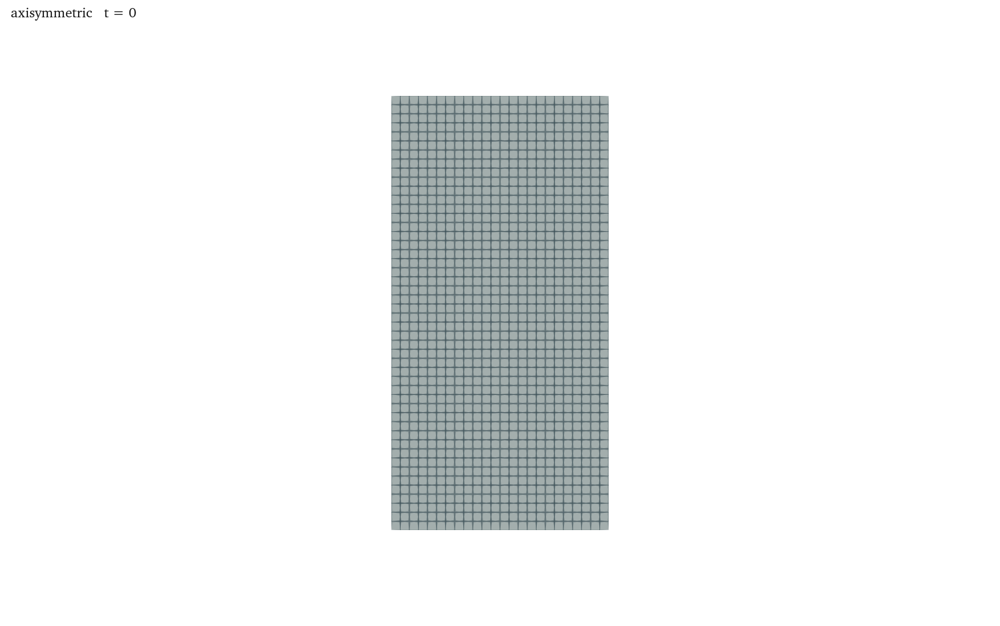 axisymmetric t = 0